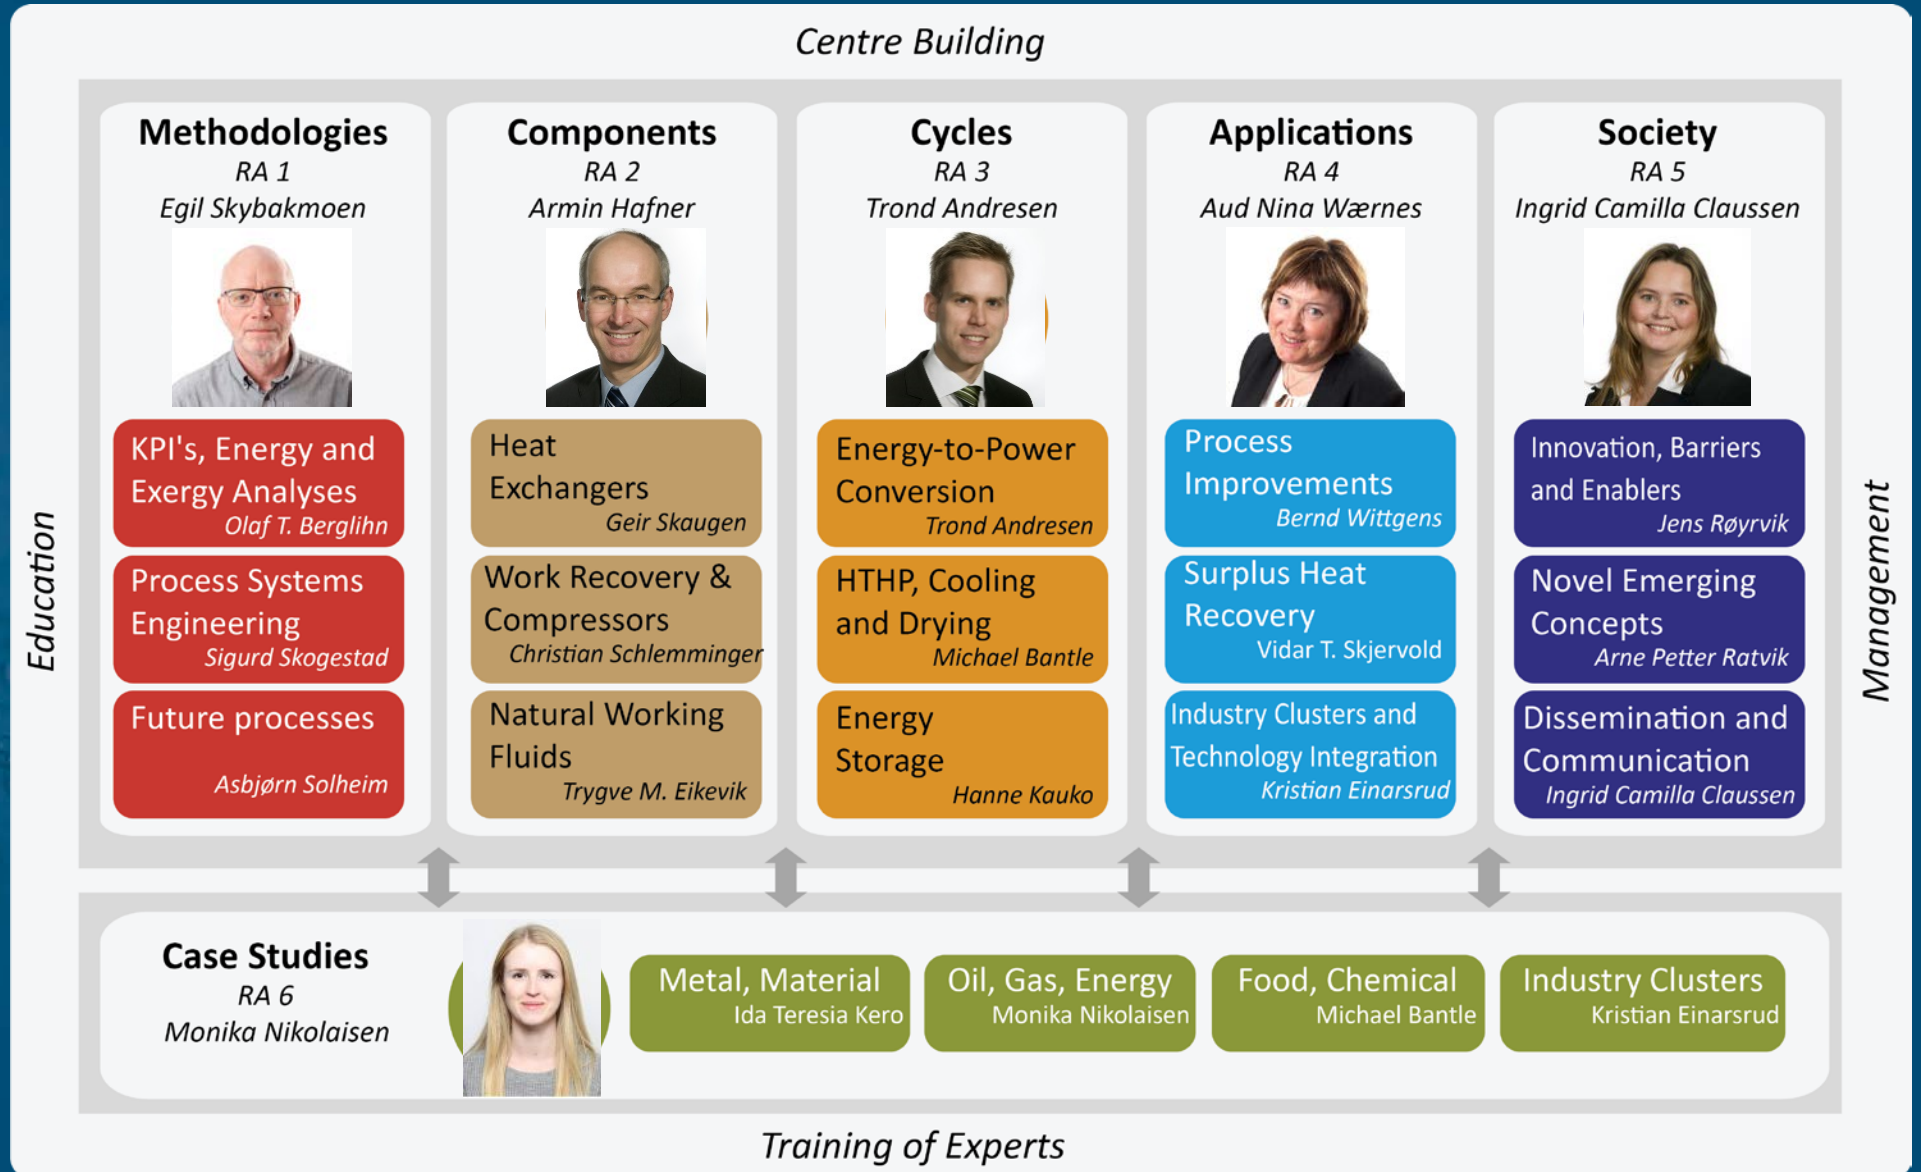 Centre Building
Education
Management
Methodologies
RA 1
Egil Skybakmoen
KPI's, Energy and
Exergy Analyses
Olaf T. Berglihn
Process Systems
Engineering
Sigurd Skogestad
Future processes
Asbjørn Solheim
Components
RA 2
Armin Hafner
Heat
Exchangers
Geir Skaugen
Work Recovery &
Compressors
Christian Schlemminger
Natural Working
Fluids
Trygve M. Eikevik
Cycles
RA 3
Trond Andresen
Energy-to-Power
Conversion
Trond Andresen
HTHP, Cooling
and Drying
Michael Bantle
Energy
Storage
Hanne Kauko
Applications
RA 4
Aud Nina Wærnes
Process
Improvements
Bernd Wittgens
Surplus Heat
Recovery
Vidar T. Skjervold
Industry Clusters and
Technology Integration
Kristian Einarsrud
Society
RA 5
Ingrid Camilla Claussen
Innovation, Barriers
and Enablers
Jens Røyrvik
Novel Emerging
Concepts
Arne Petter Ratvik
Dissemination and
Communication
Ingrid Camilla Claussen
Case Studies
RA 6
Monika Nikolaisen
Metal, Material
Ida Teresia Kero
Oil, Gas, Energy
Monika Nikolaisen
Food, Chemical
Michael Bantle
Industry Clusters
Kristian Einarsrud
Training of Experts